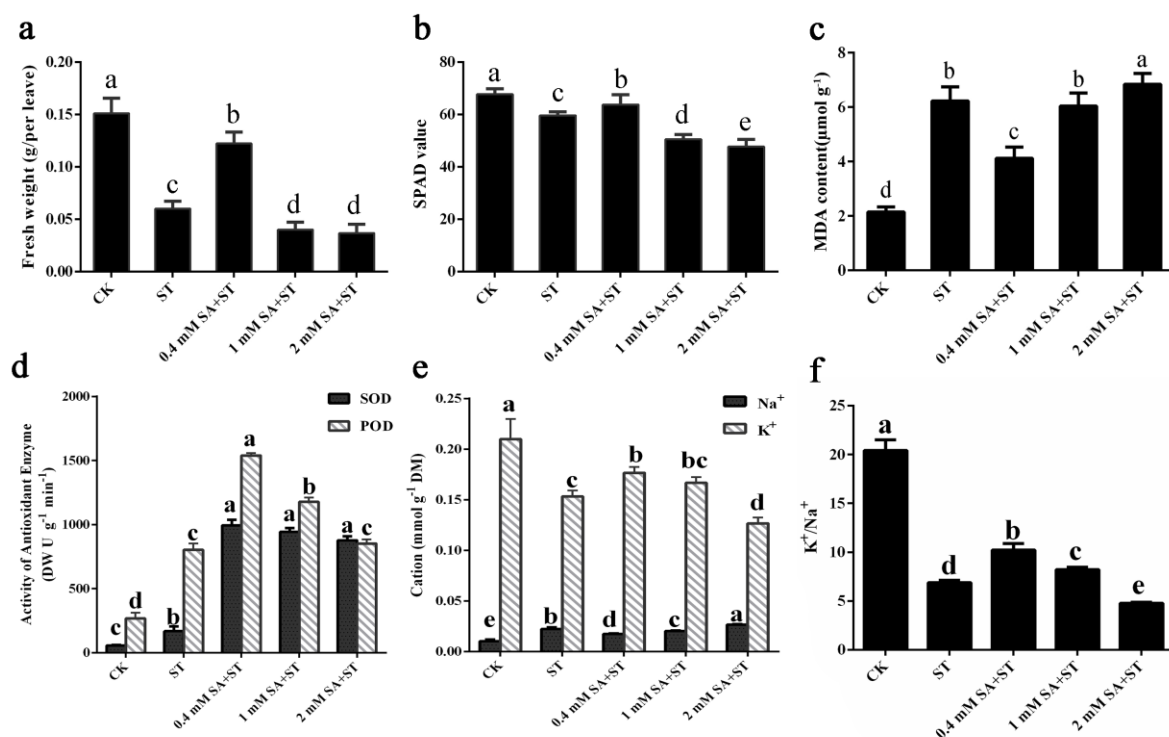 a
Fresh weight (g/per leave)
0.20
0.15
0.10
0.05
0.00
a
c
b
d
d
CK
ST
0.4 mM SA+ST
1 mM SA+ST
2 mM SA+ST
b
SPAD value
80
60
40
20
0
a
c
b
d
e
CK
ST
0.4 mM SA+ST
1 mM SA+ST
2 mM SA+ST
c
MDA content(μmol g⁻¹)
8
6
4
2
0
d
b
c
b
a
CK
ST
0.4 mM SA+ST
1 mM SA+ST
2 mM SA+ST
d
Activity of Antioxidant Enzyme
(DW U g⁻¹ min⁻¹)
2000
1500
1000
500
0
SOD
POD
c
d
b
c
a
a
a
b
a
c
CK
ST
0.4 mM SA+ST
1 mM SA+ST
2 mM SA+ST
e
Cation (mmol g⁻¹ DM)
0.25
0.20
0.15
0.10
0.05
0.00
Na⁺
K⁺
e
a
b
c
d
b
c
bc
a
d
CK
ST
0.4 mM SA+ST
1 mM SA+ST
2 mM SA+ST
f
K⁺/Na⁺
25
20
15
10
5
0
a
d
b
c
e
CK
ST
0.4 mM SA+ST
1 mM SA+ST
2 mM SA+ST